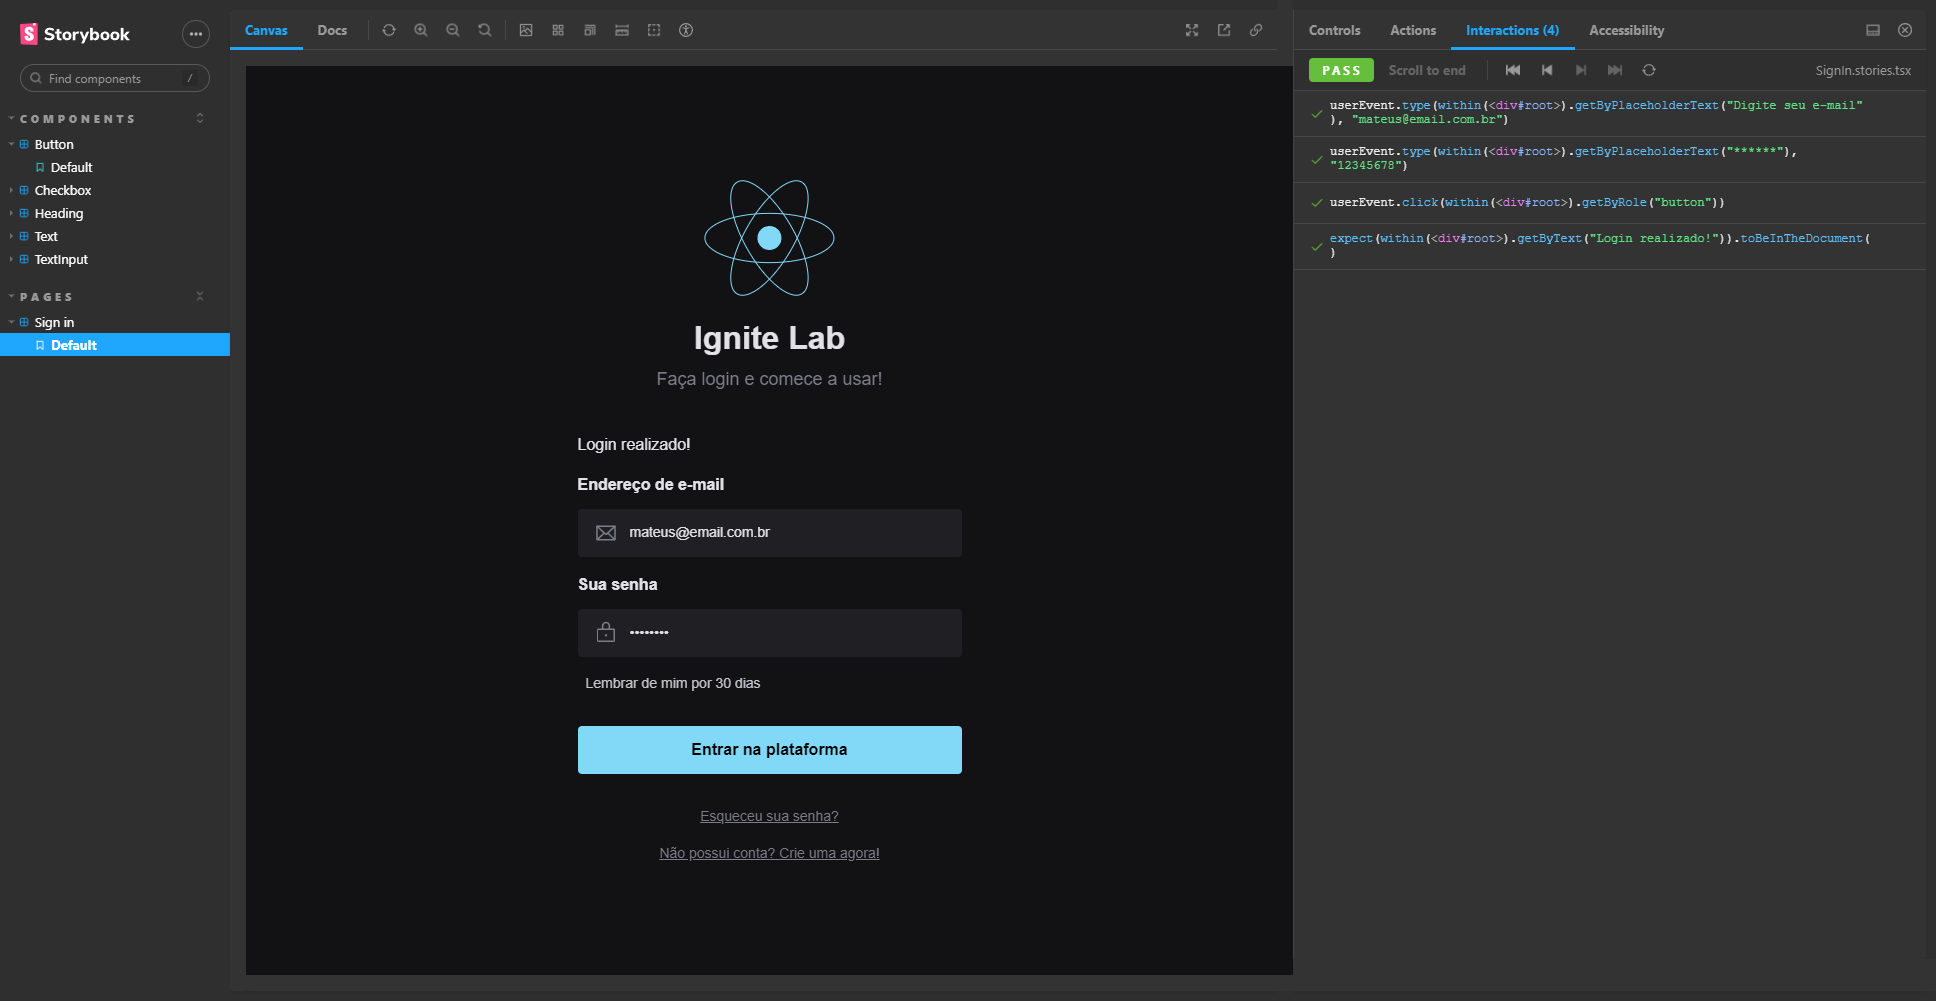 Storybook
Find components
/
COMPONENTS
Button
Default
Checkbox
Heading
Text
TextInput
PAGES
Sign in
Default
Canvas
Docs
Ignite Lab
Faça login e comece a usar!
Login realizado!
Endereço de e-mail
mateus@email.com.br
Sua senha
••••••••
Lembrar de mim por 30 dias
Entrar na plataforma
Esqueceu sua senha?
Não possui conta? Crie uma agora!
Controls
Actions
Interactions (4)
Accessibility
PASS
Scroll to end
SignIn.stories.tsx
userEvent.type(within(<div#root>).getByPlaceholderText("Digite seu e-mail"
), "mateus@email.com.br")
userEvent.type(within(<div#root>).getByPlaceholderText("******"),
"12345678")
userEvent.click(within(<div#root>).getByRole("button"))
expect(within(<div#root>).getByText("Login realizado!")).toBeInTheDocument(
)